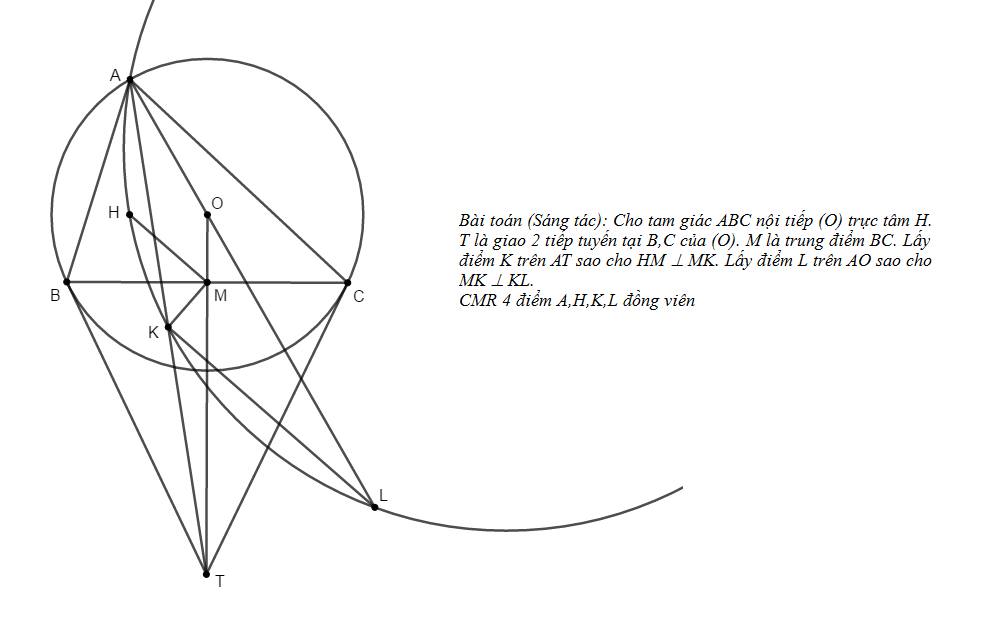 A
H
O
B
M
C
K
L
T
Bài toán (Sáng tác): Cho tam giác ABC nội tiếp (O) trực tâm H.
T là giao 2 tiếp tuyến tại B,C của (O). M là trung điểm BC. Lấy
điểm K trên AT sao cho HM ⊥ MK. Lấy điểm L trên AO sao cho
MK ⊥ KL.
CMR 4 điểm A,H,K,L đồng viên